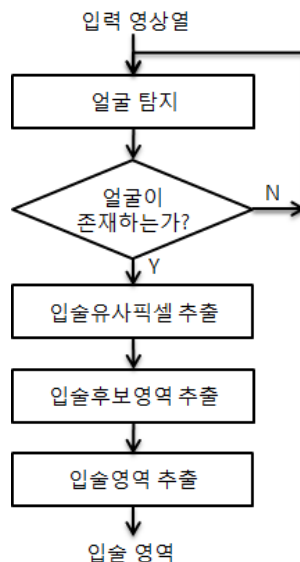 입력 영상열
얼굴 탐지
얼굴이
존재하는가?
N
Y
입술유사픽셀 추출
입술후보영역 추출
입술영역 추출
입술 영역